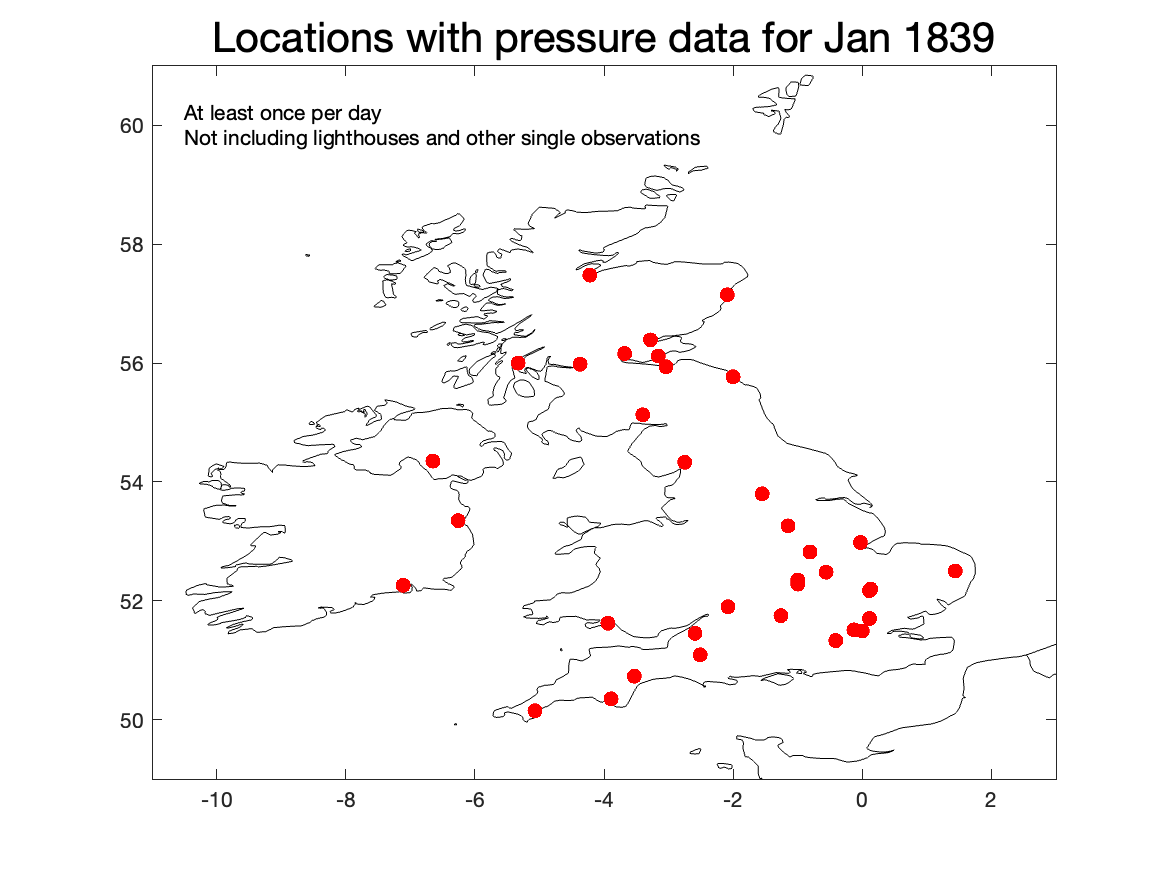 Locations with pressure data for Jan 1839
At least once per day
Not including lighthouses and other single observations
60
58
56
54
52
50
-10 -8 -6 -4 -2 0 2